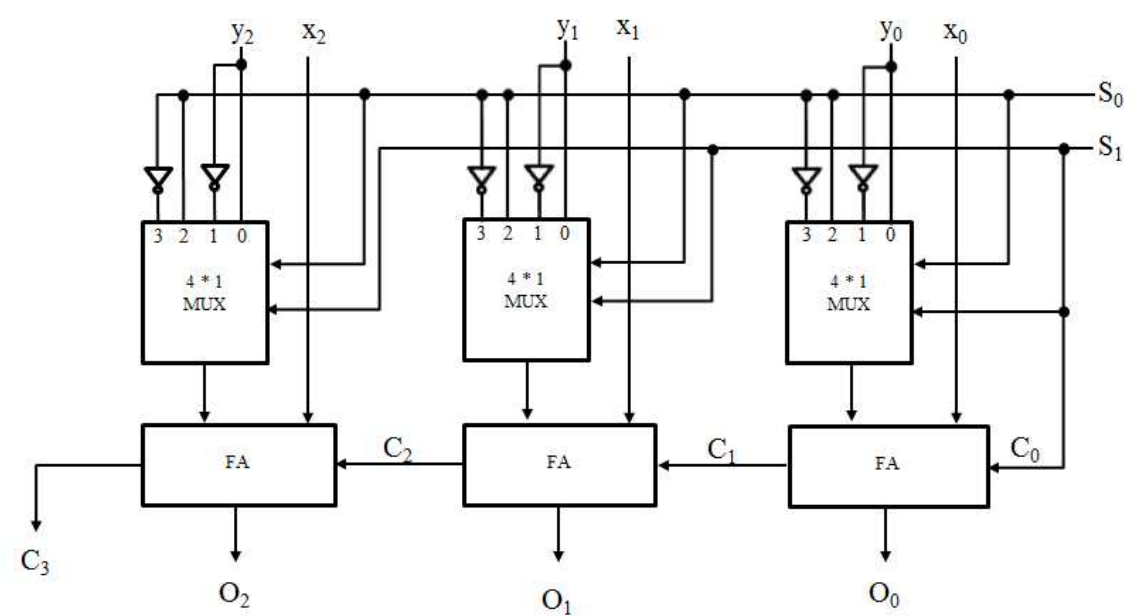 y₂ x₂ y₁ x₁ y₀ x₀
S₀
S₁
3 2 1 0 3 2 1 0 3 2 1 0
4 * 1 4 * 1 4 * 1
MUX MUX MUX
C₂ C₁ C₀
FA FA FA
C₃
O₂ O₁ O₀